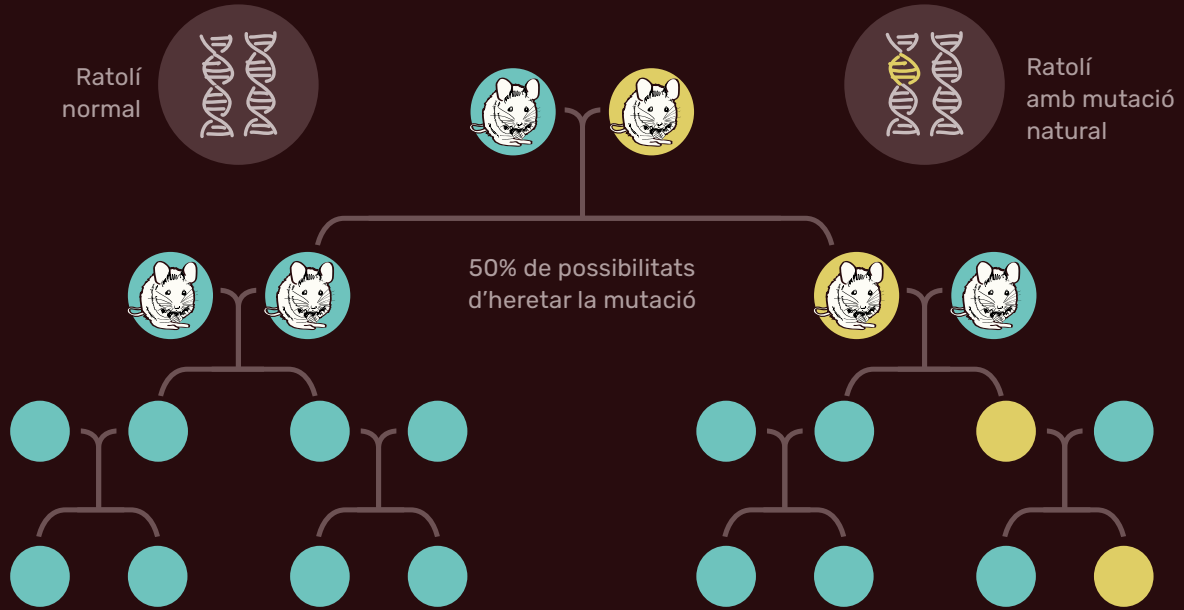 Ratolí
normal
Ratolí
amb mutació
natural
50% de possibilitats
d’heretar la mutació